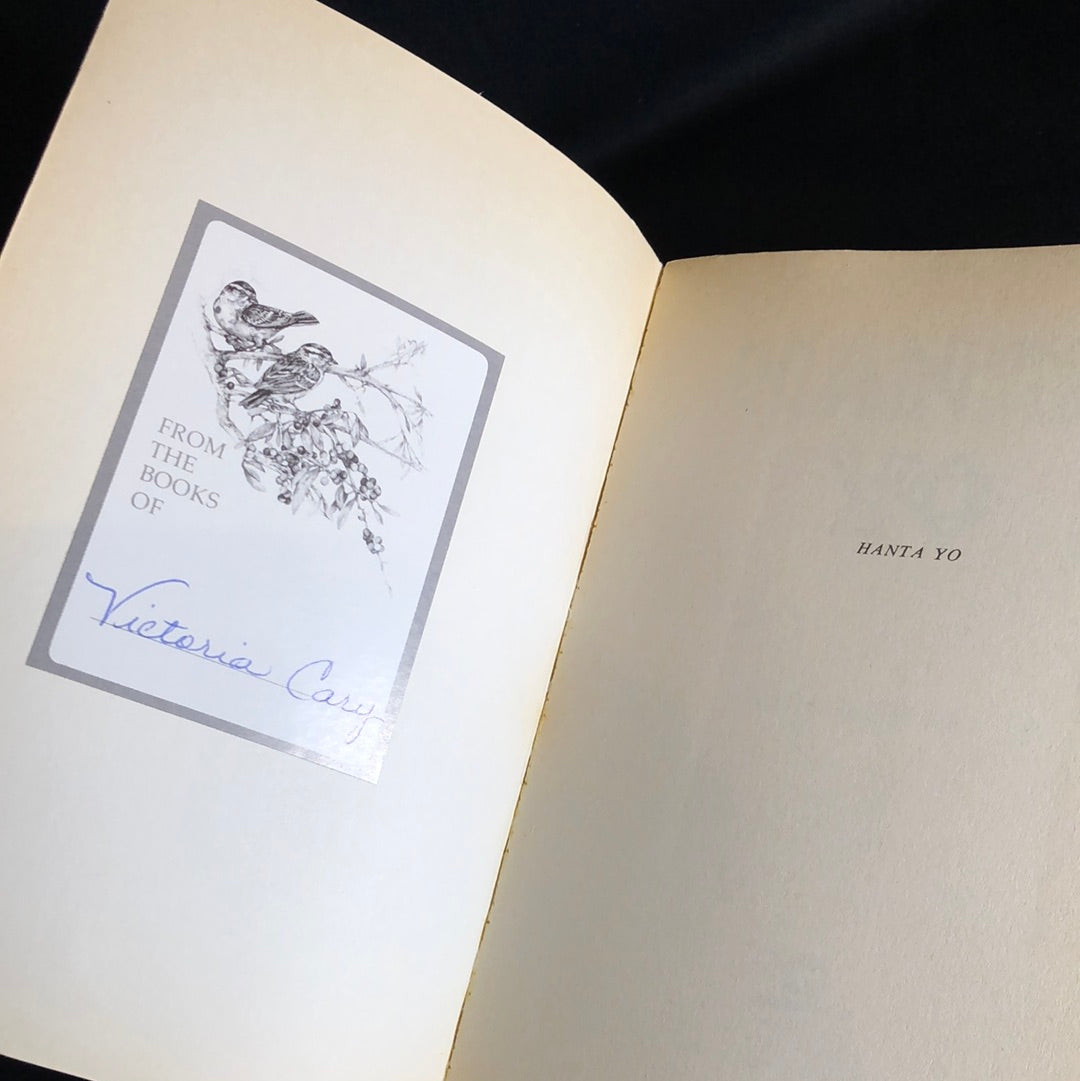 FROM
THE
BOOKS
OF
Victoria Cary
HANTA YO